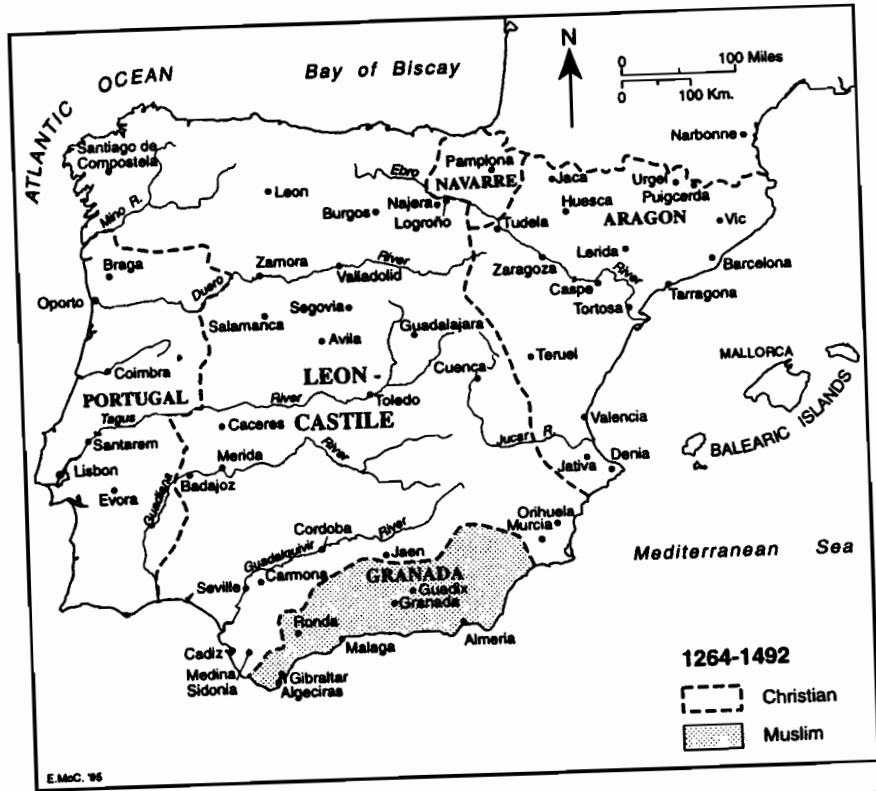 ATLANTIC OCEAN
Bay of Biscay
N
0 100 Miles
0 100 Km.
Santiago de
Compostela
Mino R.
Leon
Burgos
Ebro
Najera
Logroño
Pamplona
NAVARRE
Tudela
Jaca
Huesca
ARAGON
Urgel
Puigcerda
Narbonne
Vic
Braga
Oporto
Duero
Zamora
Valladolid
River
Zaragoza
Lerida
Caspe
River
Tortosa
Barcelona
Tarragona
Salamanca
Segovia
Avila
Guadalajara
Cuenca
Teruel
Coimbra
PORTUGAL
LEON -
CASTILE
Tagus
River
Toledo
Santarem
Caceres
Lisbon
Evora
Merida
River
Badajoz
Guadiana
Jucar R.
Valencia
Jativa
Denia
MALLORCA
BALEARIC ISLANDS
Orihuela
Murcia
Cordoba
Guadalquivir
River
Jaen
Seville
Carmona
GRANADA
Guadix
Granada
Ronda
Cadiz
Medina
Sidonia
Malaga
Almeria
Gibraltar
Algeciras
Mediterranean Sea
1264-1492
Christian
Muslim
E.McC. '95